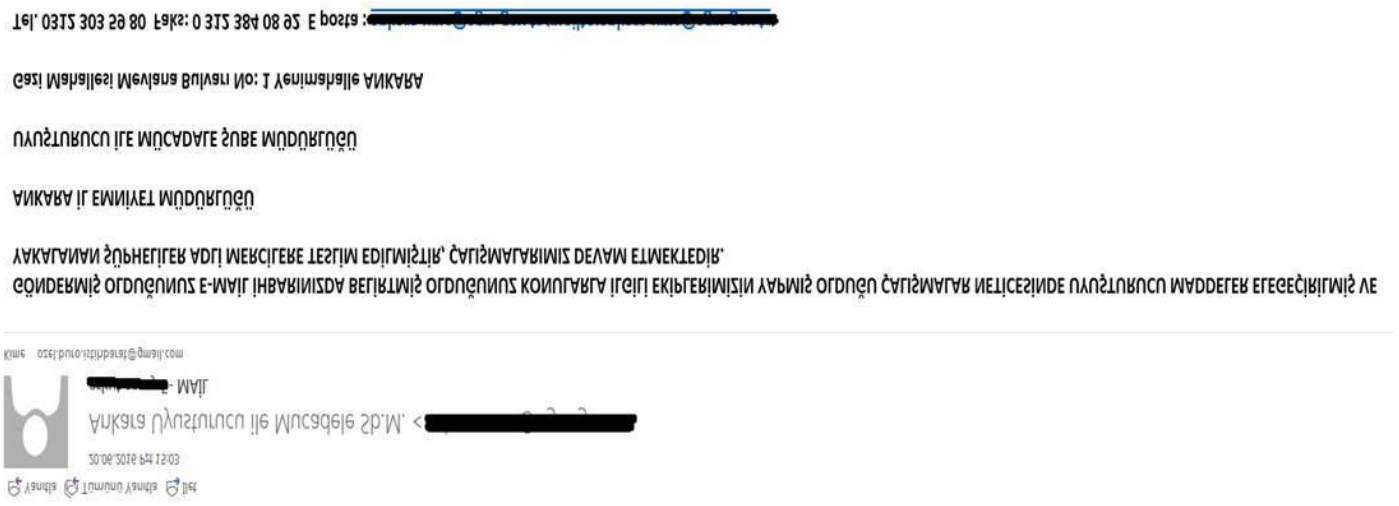 Yanıtla Tümünü Yanıtla İlet
20.06.2016 Pzt 15:03
Ankara Uyusturucu ile Mucadele Sb.M. <
- MAİL
Kime ozel.buro.istihbarat@gmail.com
GÖNDERMİŞ OLDUĞUNUZ E-MAİL İHBARINIZDA BELİRTMİŞ OLDUĞUNUZ KONULARLA İLGİLİ EKİPLERİMİZİN YAPMIŞ OLDUĞU ÇALIŞMALAR NETİCESİNDE UYUŞTURUCU MADDELER ELEGEÇİRİLMİŞ VE
YAKALANAN ŞÜPHELİLER ADLİ MERCİLERE TESLİM EDİLMİŞTİR, ÇALIŞMALARIMIZ DEVAM ETMEKTEDİR.
ANKARA İL EMNİYET MÜDÜRLÜĞÜ
UYUŞTURUCU İLE MÜCADALE ŞUBE MÜDÜRLÜĞÜ
Gazi Mahallesi Mevlana Bulvarı No: 1 Yenimahalle ANKARA
Tel. 0312 303 59 80 Faks: 0 312 384 08 92 E posta :